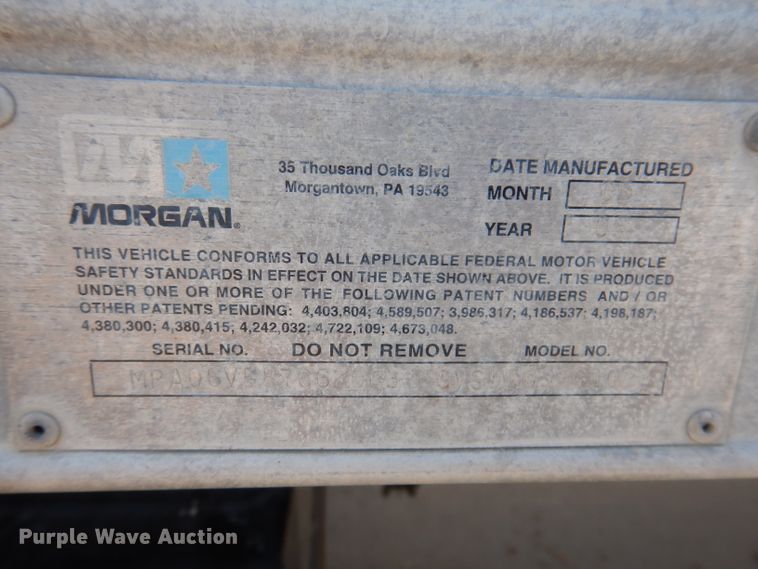 MORGAN®
35 Thousand Oaks Blvd
Morgantown, PA 19543
DATE MANUFACTURED
MONTH
YEAR
THIS VEHICLE CONFORMS TO ALL APPLICABLE FEDERAL MOTOR VEHICLE
SAFETY STANDARDS IN EFFECT ON THE DATE SHOWN ABOVE. IT IS PRODUCED
UNDER ONE OR MORE OF THE FOLLOWING PATENT NUMBERS AND / OR
OTHER PATENTS PENDING: 4,403,804; 4,589,507; 3,986,317; 4,186,537; 4,198,187;
4,380,300; 4,380,415; 4,242,032; 4,722,109; 4,673,048.
SERIAL NO. DO NOT REMOVE MODEL NO.
Purple Wave Auction